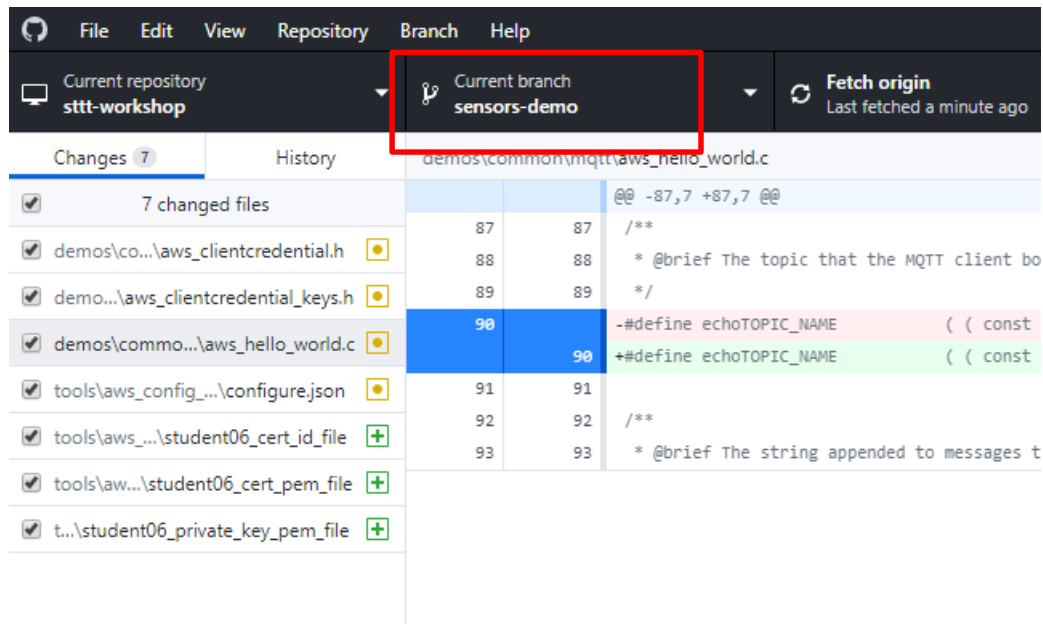 File Edit View Repository Branch Help
Current repository
sttt-workshop
Current branch
sensors-demo
Fetch origin
Last fetched a minute ago
Changes 7 History
7 changed files
demos\co...\aws_clientcredential.h
demo...\aws_clientcredential_keys.h
demos\commo...\aws_hello_world.c
tools\aws_config_...\configure.json
tools\aws_...\student06_cert_id_file
tools\aw...\student06_cert_pem_file
t...\student06_private_key_pem_file
demos\common\mqtt\aws_hello_world.c
@@ -87,7 +87,7 @@
87 87 /**
88 88 * @brief The topic that the MQTT client bo
89 89 */
90 -#define echoTOPIC_NAME ( ( const
90 +#define echoTOPIC_NAME ( ( const
91 91
92 92 /**
93 93 * @brief The string appended to messages t